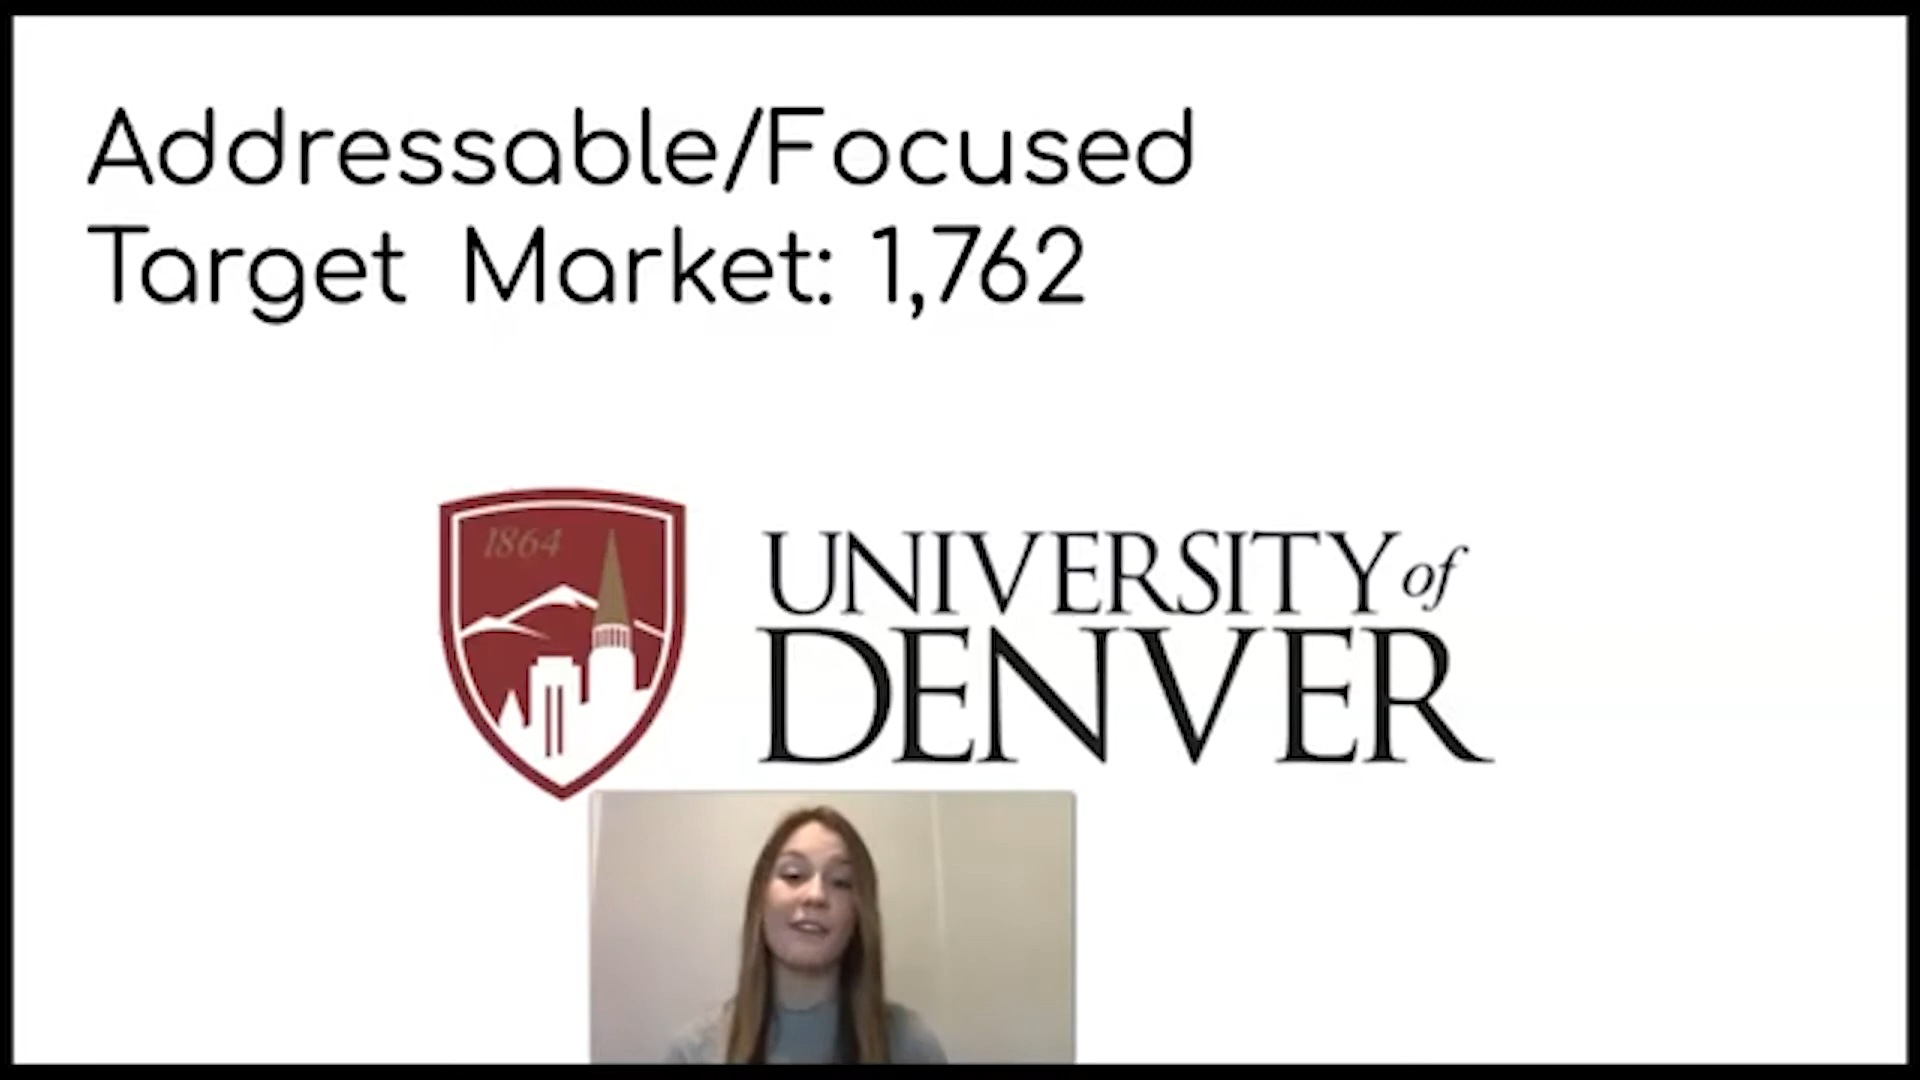 Addressable/Focused
Target Market: 1,762
1864
UNIVERSITY of
DENVER